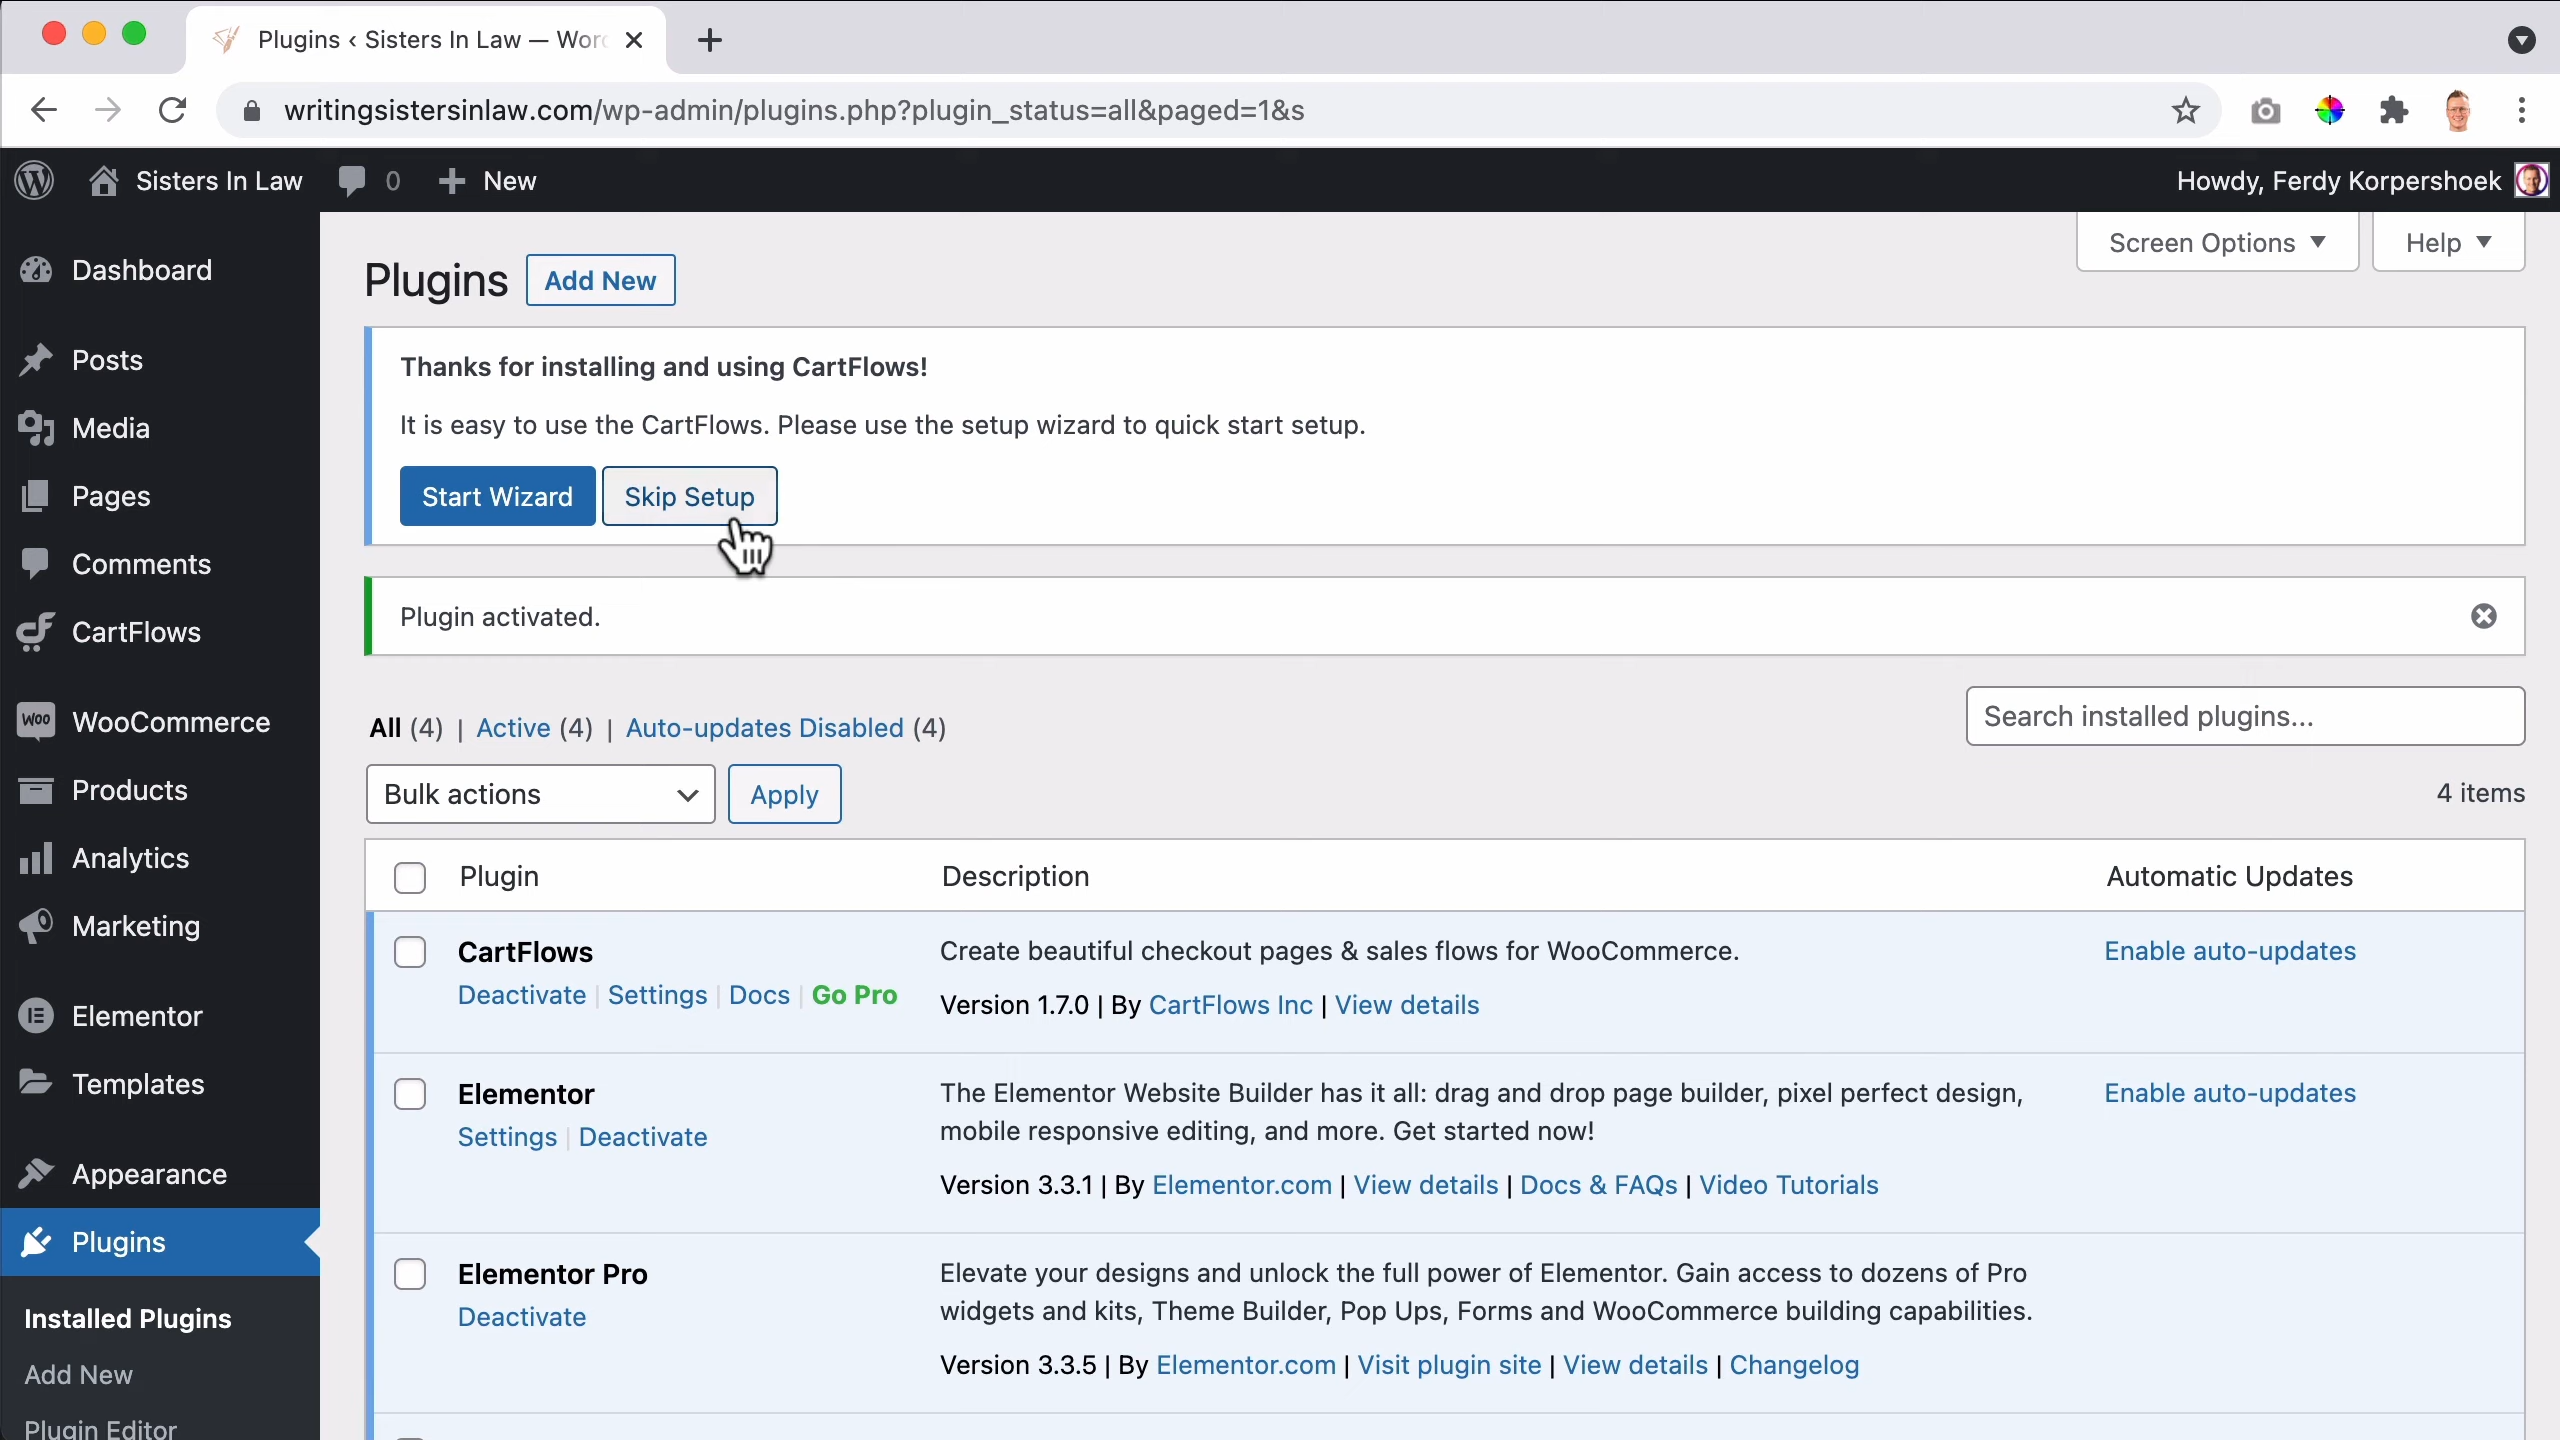 Plugins ‹ Sisters In Law — Word
writingsistersinlaw.com/wp-admin/plugins.php?plugin_status=all&paged=1&s
Sisters In Law 0 New
Howdy, Ferdy Korpershoek
Screen Options
Help
Dashboard
Posts
Media
Pages
Comments
CartFlows
WooCommerce
Products
Analytics
Marketing
Elementor
Templates
Appearance
Plugins
Installed Plugins
Add New
Plugin Editor
Plugins Add New
Thanks for installing and using CartFlows!
It is easy to use the CartFlows. Please use the setup wizard to quick start setup.
Start Wizard Skip Setup
Plugin activated.
All (4) | Active (4) | Auto-updates Disabled (4)
Search installed plugins...
Bulk actions Apply
4 items
Plugin Description Automatic Updates
CartFlows
Deactivate | Settings | Docs | Go Pro
Create beautiful checkout pages & sales flows for WooCommerce.
Version 1.7.0 | By CartFlows Inc | View details
Enable auto-updates
Elementor
Settings | Deactivate
The Elementor Website Builder has it all: drag and drop page builder, pixel perfect design,
mobile responsive editing, and more. Get started now!
Version 3.3.1 | By Elementor.com | View details | Docs & FAQs | Video Tutorials
Enable auto-updates
Elementor Pro
Deactivate
Elevate your designs and unlock the full power of Elementor. Gain access to dozens of Pro
widgets and kits, Theme Builder, Pop Ups, Forms and WooCommerce building capabilities.
Version 3.3.5 | By Elementor.com | Visit plugin site | View details | Changelog